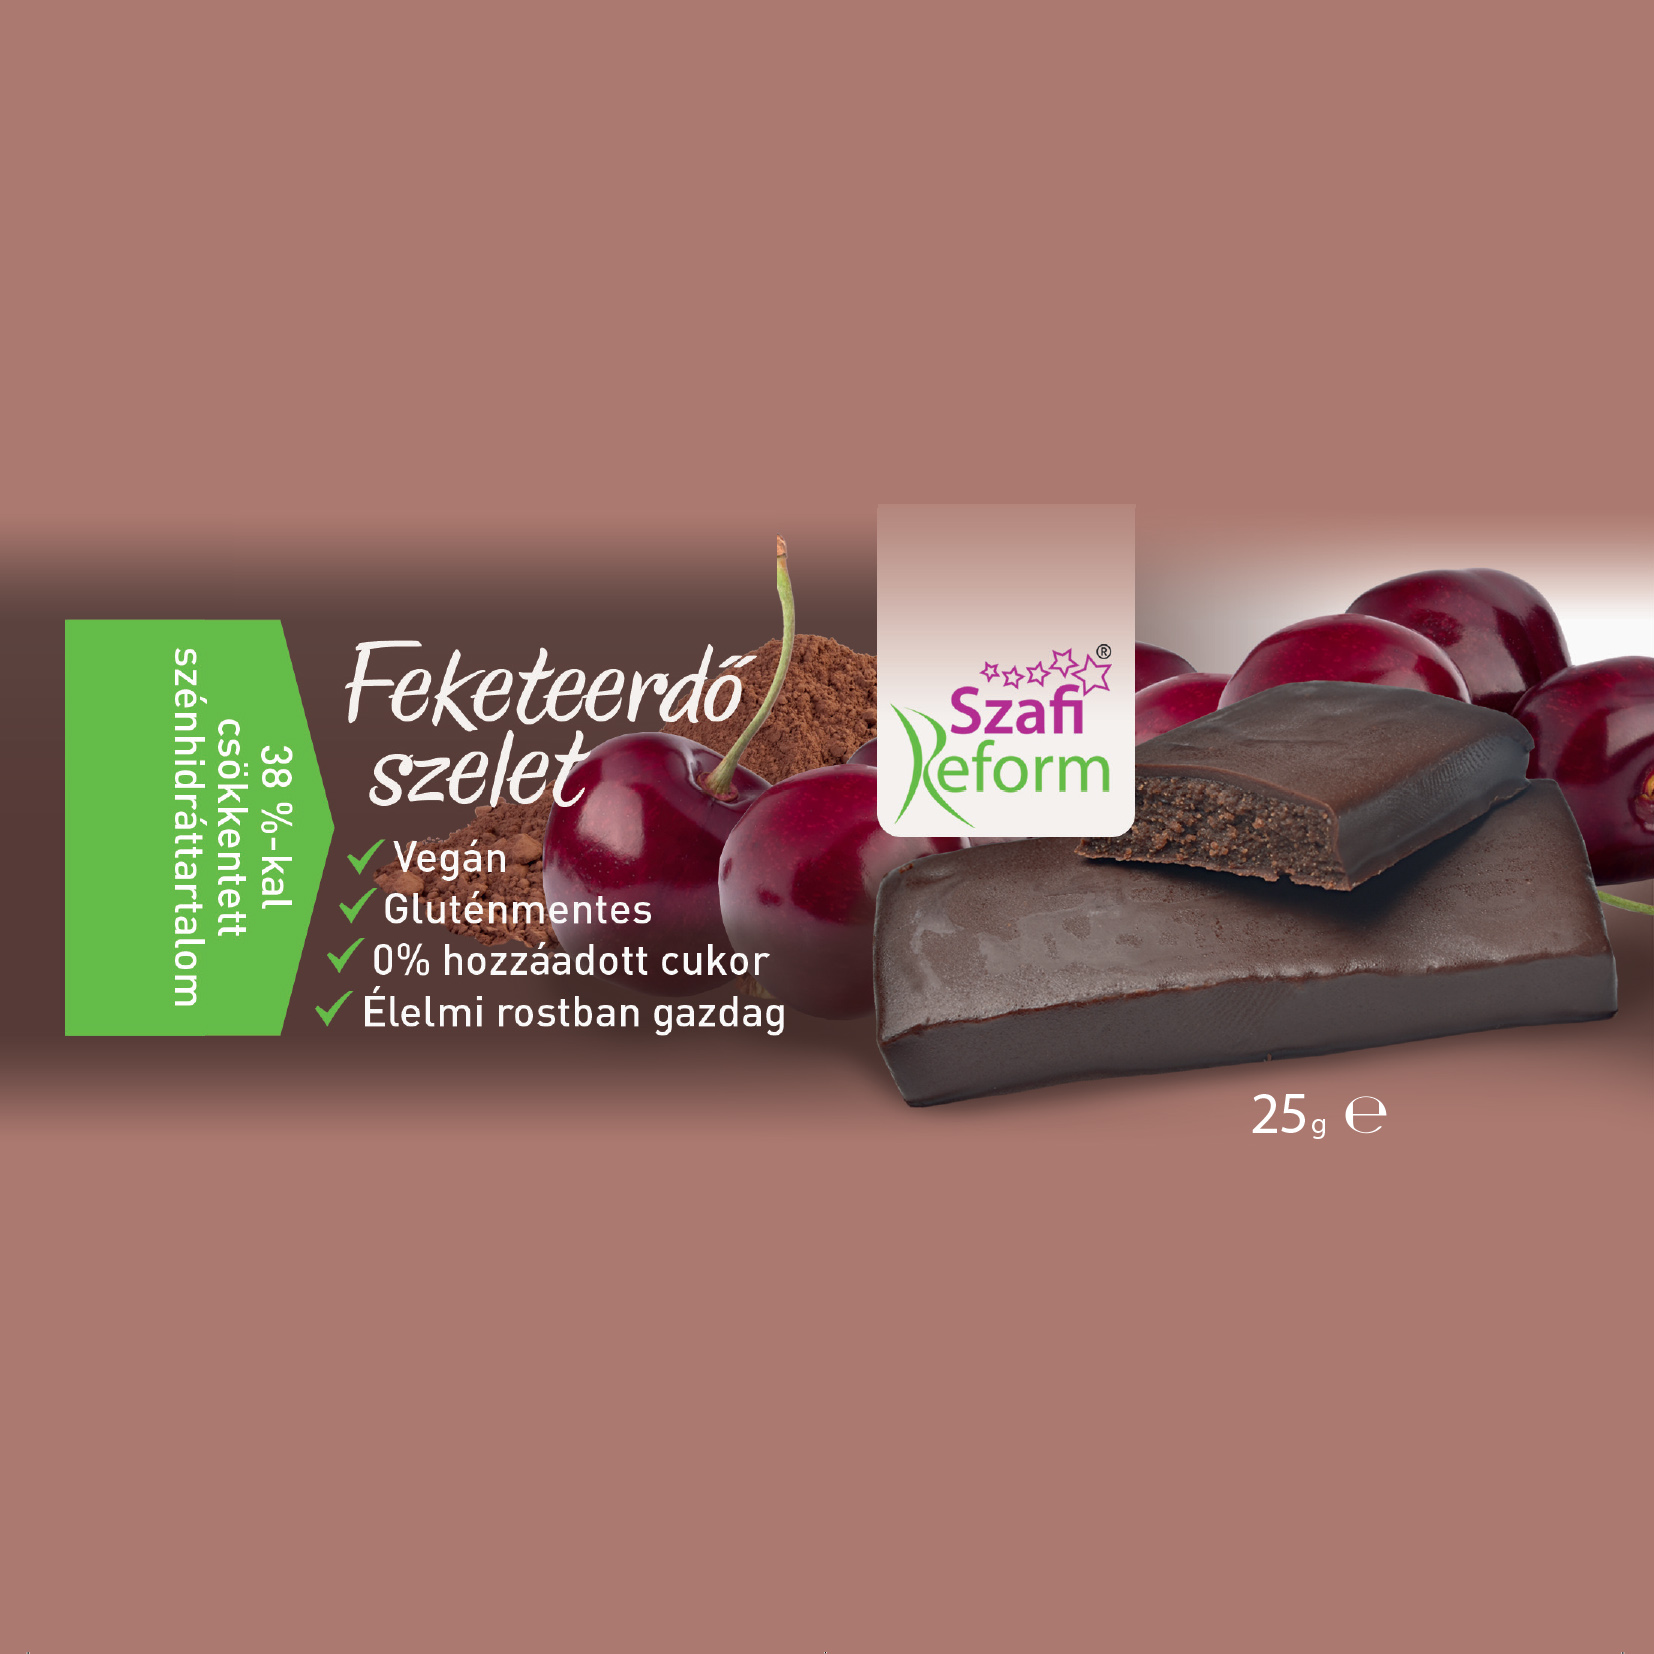 38 %-kal
csökkentett
szénhidráttartalom
Feketeerdő
szelet
Vegán
Gluténmentes
0% hozzáadott cukor
Élelmi rostban gazdag
Szafi®
Reform
25g ℮